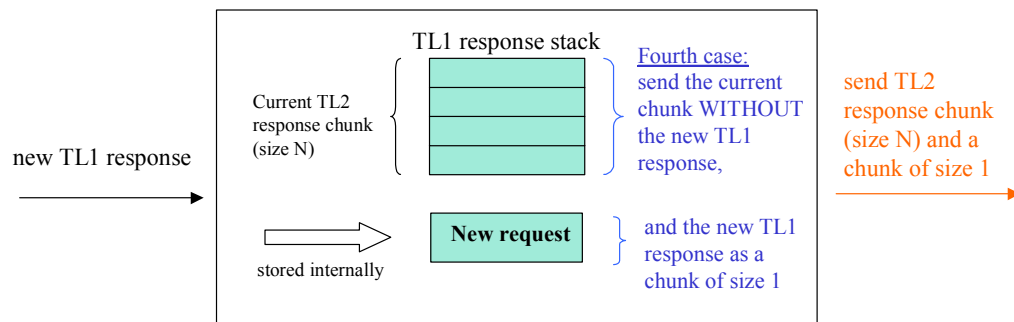 TL1 response stack
Fourth case:
send the current
chunk WITHOUT
the new TL1
response,
Current TL2
response chunk
(size N)
send TL2
response chunk
(size N) and a
chunk of size 1
new TL1 response
New request
and the new TL1
response as a
chunk of size 1
stored internally